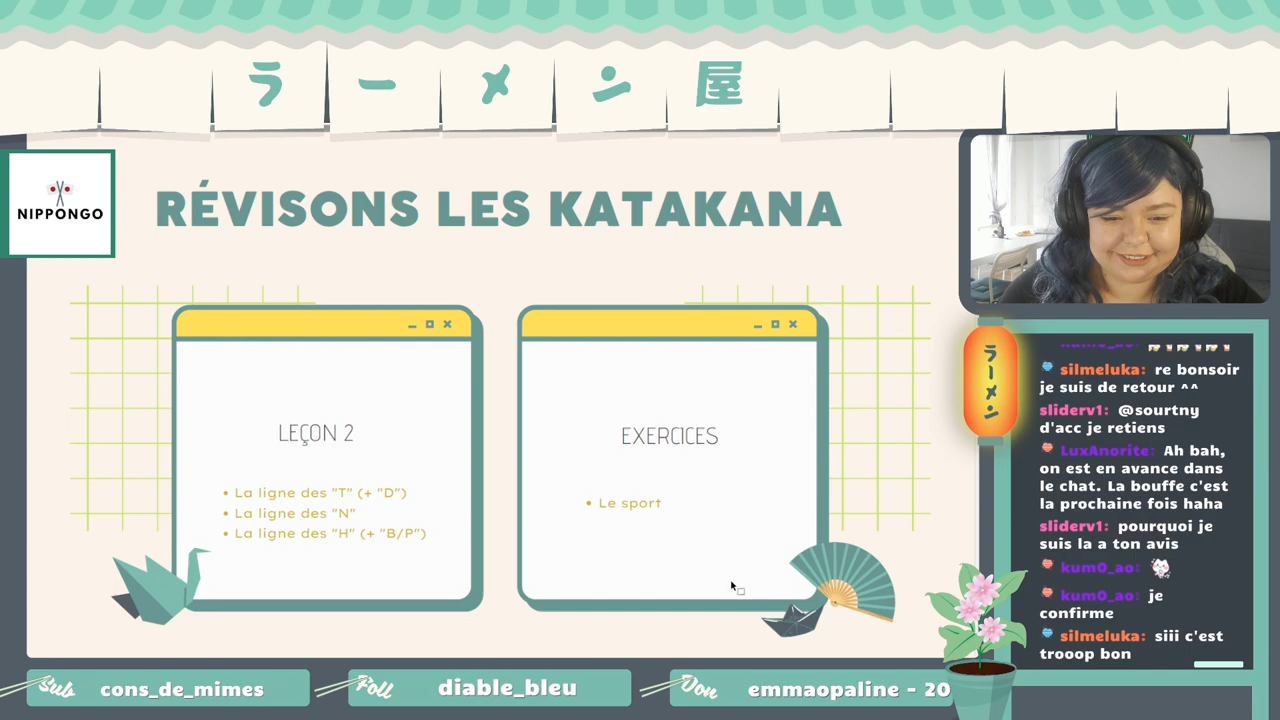 ラーメン屋
NIPPONGO
RÉVISONS LES KATAKANA
LEÇON 2
• La ligne des "T" (+ "D")
• La ligne des "N"
• La ligne des "H" (+ "B/P")
EXERCICES
• Le sport
ラーメン
silmeluka: re bonsoir
je suis de retour ^^
sliderv1: @sourtny
d'acc je retiens
LuxAnorite: Ah bah,
on est en avance dans
le chat. La bouffe c'est
la prochaine fois haha
sliderv1: pourquoi je
suis la a ton avis
kum0_ao:
kum0_ao: je
confirme
silmeluka: siii c'est
trooop bon
Sub cons_de_mimes
Foll diable_bleu
Don emmaopaline - 20